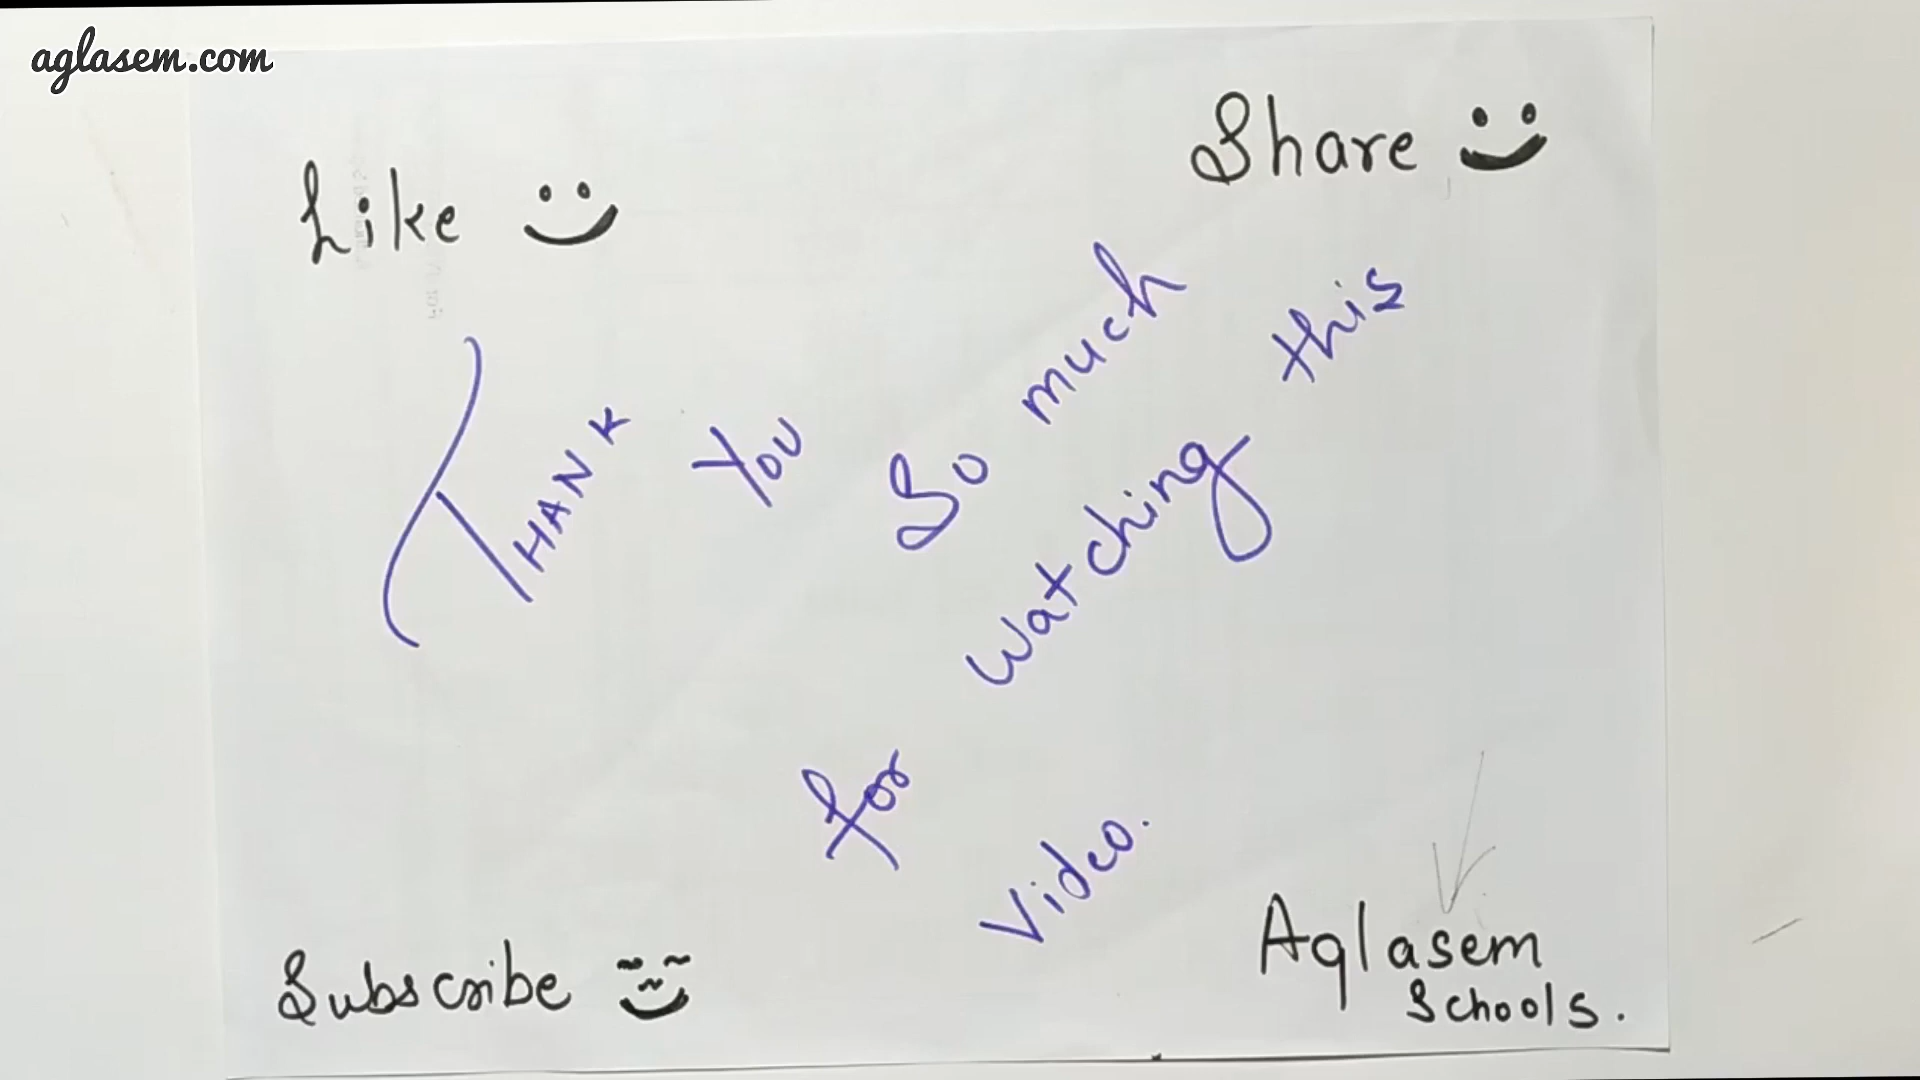 aglasem.com
Like
Share
THANK You So much
for watching this
Video.
Subscribe
Aglasem
Schools.